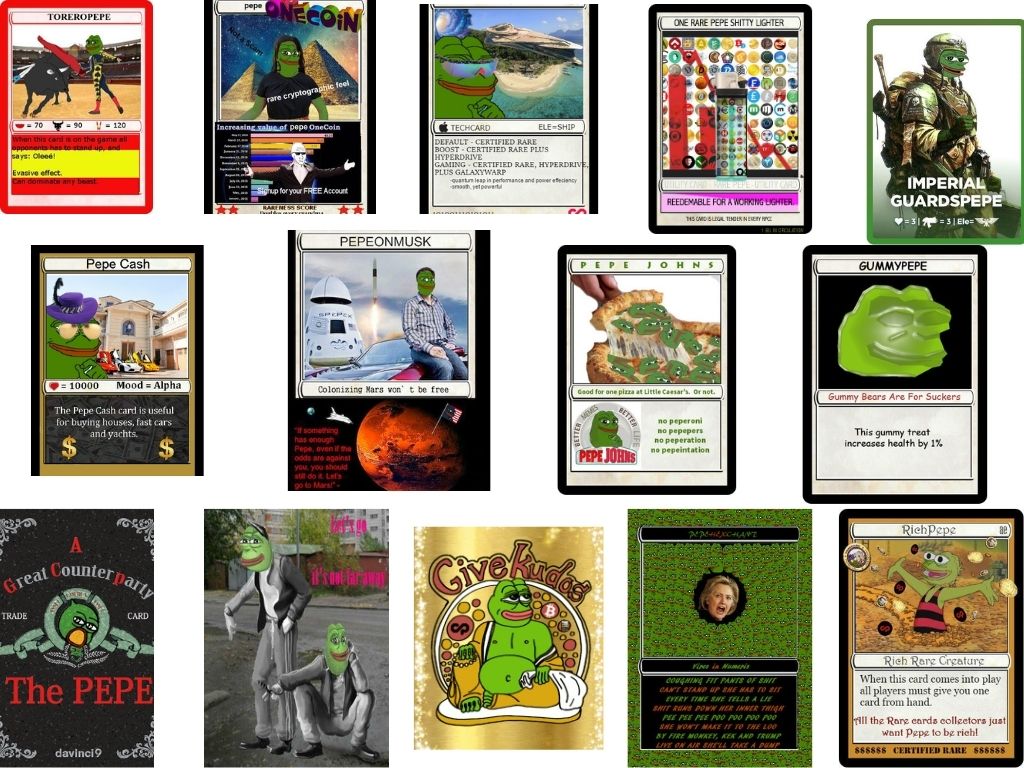 TOREROPEPE
= 70 = 90 = 120
When this card is on the game all
opponents has to stand up, and
says: Oleeé!
Evasive effect.
Can dominate any beast.
pepe ONECOIN
Not a Scam
rare cryptographic feel
Increasing value of pepe OneCoin
Signup for your FREE Account
RARENESS SCORE
TECHCARD ELE=SHIP
DEFAULT - CERTIFIED RARE
BOOST - CERTIFIED RARE PLUS
HYPERDRIVE
GAMING - CERTIFIED RARE, HYPERDRIVE,
PLUS GALAXYWARP
-quantum leap in performance and power effeciency
-smooth, yet powerful
ONE RARE PEPE SHITTY LIGHTER
UTILITY CARD - RARE PEPE - UTILITY CARD
REDEEMABLE FOR A WORKING LIGHTER.
THIS CARD IS LEGAL TENDER IN EVERY RPCC
IMPERIAL
GUARDSPEPE
= 3 | = 3 | Ele=
Pepe Cash
= 10000 Mood = Alpha
The Pepe Cash card is useful
for buying houses, fast cars
and yachts.
$ $
PEPEONMUSK
SPEPEX
Colonizing Mars won't be free
"If something
has enough
Pepe, even if the
odds are against
you, you should
still do it. Let's
go to Mars!" -
PEPE JOHNS
Good for one pizza at Little Caesar's. Or not.
BETTER MEMES BETTER LIFE
PEPE JOHNS
no peperoni
no pepepers
no peperation
no pepeintation
GUMMYPEPE
Gummy Bears Are For Suckers
This gummy treat
increases health by 1%
A
Great Counterparty
TRADE CARD
The PEPE
davinci9
Let's go
it's not far away
GiveKudos
PEPEHEXCHANT
Vires in Numeris
COUGHING FIT PANTS OF SHIT
CAN'T STAND UP SHE HAS TO SIT
EVERY TIME SHE TELLS A LIE
SHIT RUNS DOWN HER INNER THIGH
PEE PEE PEE POO POO POO POO
SHE WON'T MAKE IT TO THE LOO
BY FIRE MONKEY, KEK AND TRUMP
LIVE ON AIR SHE'LL TAKE A DUMP
RichPepe æ
Rich Rare Creature
When this card comes into play
all players must give you one
card from hand.
All the Rare cards collectors just
want Pepe to be rich!
$$$$$$ CERTIFIED RARE $$$$$$